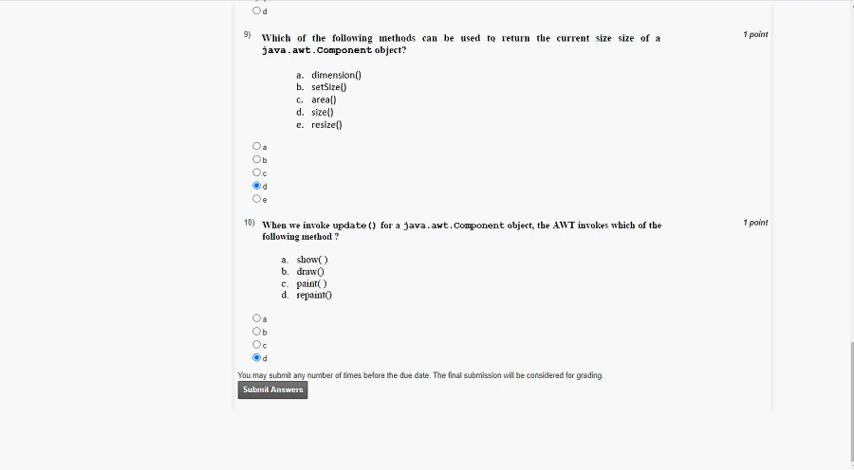 d
9) Which of the following methods can be used to return the current size size of a 1 point
java.awt.Component object?
a. dimension()
b. setSize()
c. area()
d. size()
e. resize()
a
b
c
d
e
10) When we invoke update() for a java.awt.Component object, the AWT invokes which of the 1 point
following method ?
a. show( )
b. draw()
c. paint( )
d. repaint()
a
b
c
d
You may submit any number of times before the due date. The final submission will be considered for grading.
Submit Answers